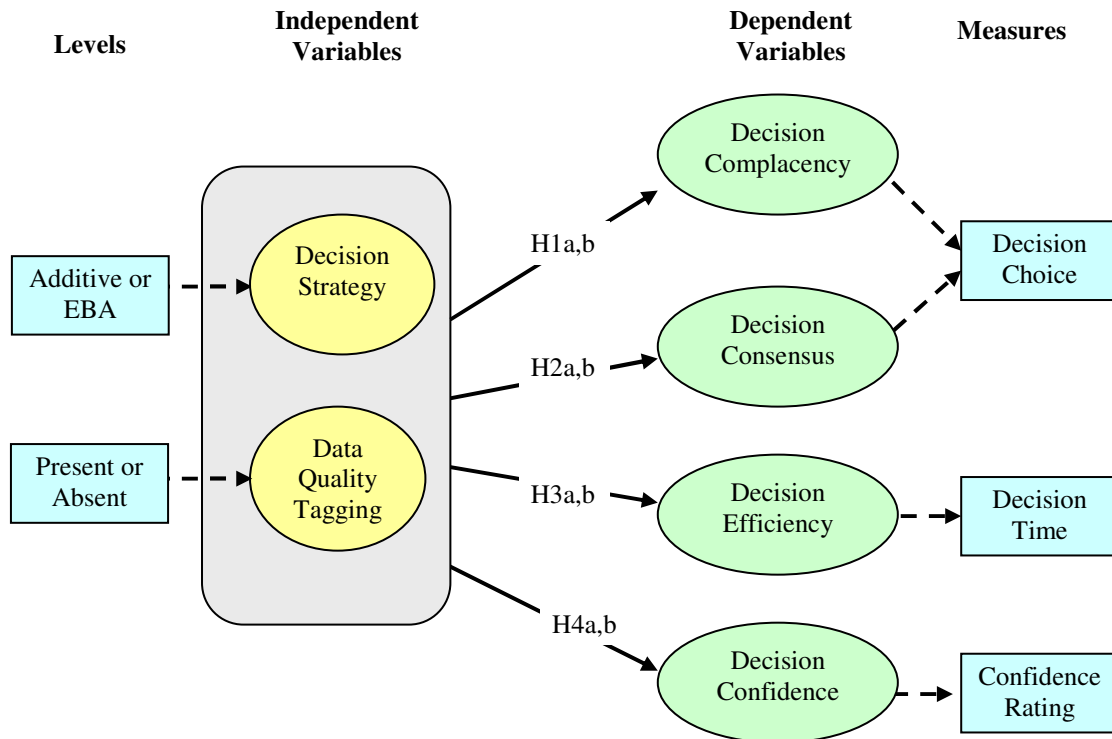 Levels
Independent
Variables
Dependent
Variables
Measures
Additive or
EBA
Present or
Absent
Decision
Strategy
Data
Quality
Tagging
H1a,b
H2a,b
H3a,b
H4a,b
Decision
Complacency
Decision
Consensus
Decision
Efficiency
Decision
Confidence
Decision
Choice
Decision
Time
Confidence
Rating